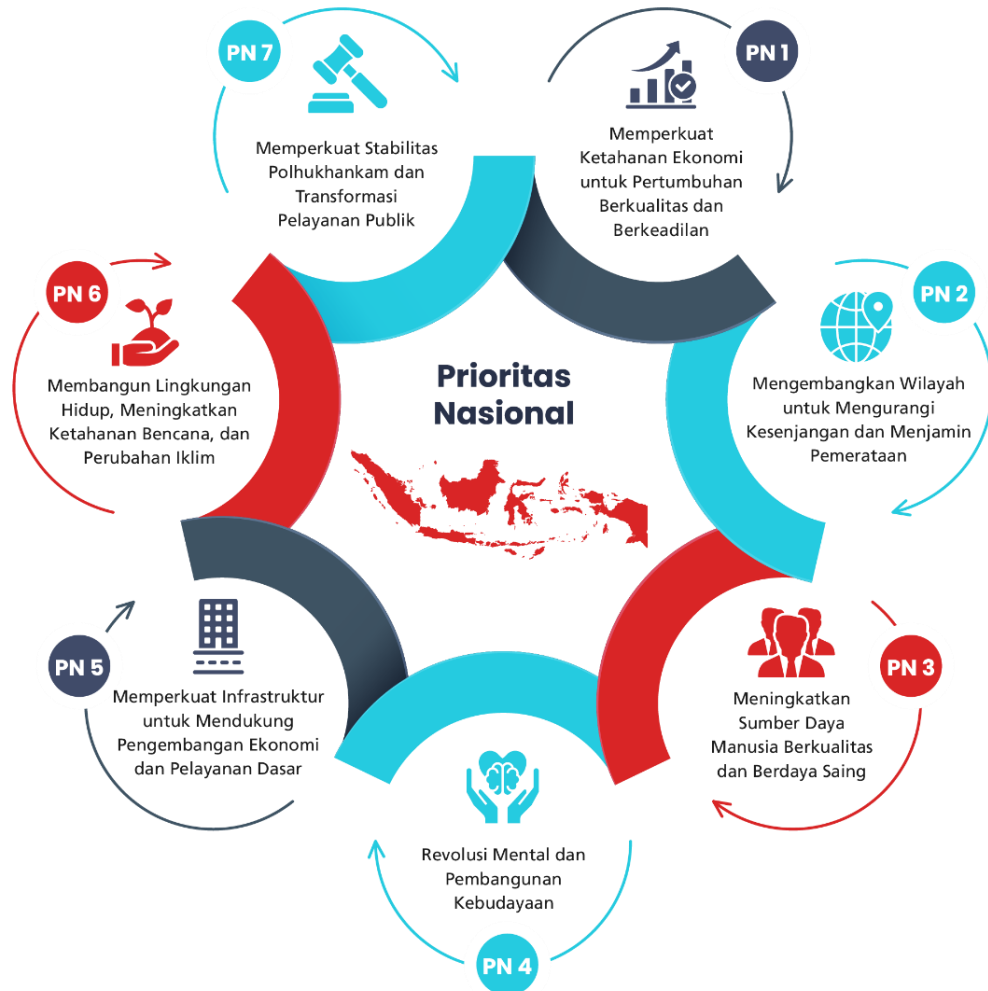 Prioritas
Nasional
PN 1
Memperkuat
Ketahanan Ekonomi
untuk Pertumbuhan
Berkualitas dan
Berkeadilan
PN 2
Mengembangkan Wilayah
untuk Mengurangi
Kesenjangan dan Menjamin
Pemerataan
PN 3
Meningkatkan
Sumber Daya
Manusia Berkualitas
dan Berdaya Saing
PN 4
Revolusi Mental dan
Pembangunan
Kebudayaan
PN 5
Memperkuat Infrastruktur
untuk Mendukung
Pengembangan Ekonomi
dan Pelayanan Dasar
PN 6
Membangun Lingkungan
Hidup, Meningkatkan
Ketahanan Bencana, dan
Perubahan Iklim
PN 7
Memperkuat Stabilitas
Polhukhankam dan
Transformasi
Pelayanan Publik